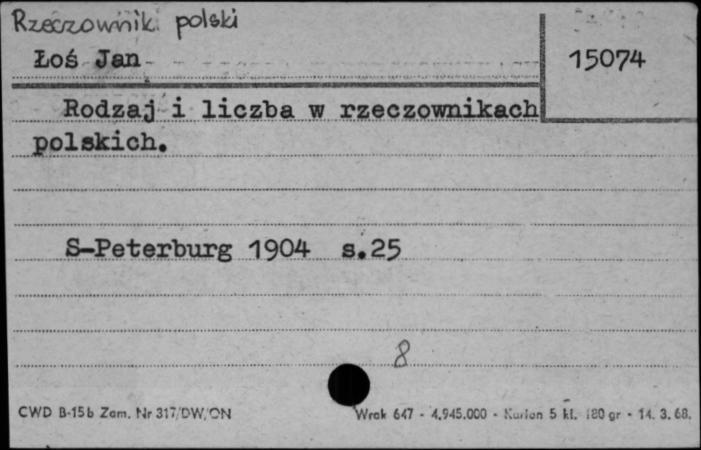 Rzeczownik polski
Łoś Jan
15074
Rodzaj i liczba w rzeczownikach
polskich.
S-Peterburg 1904 s.25
8
CWD B-15b Zam. Nr 317/DW/ON
Wrak 647 - 4.945.000 - Karton 5 kl. 180 gr - 14. 3. 68.